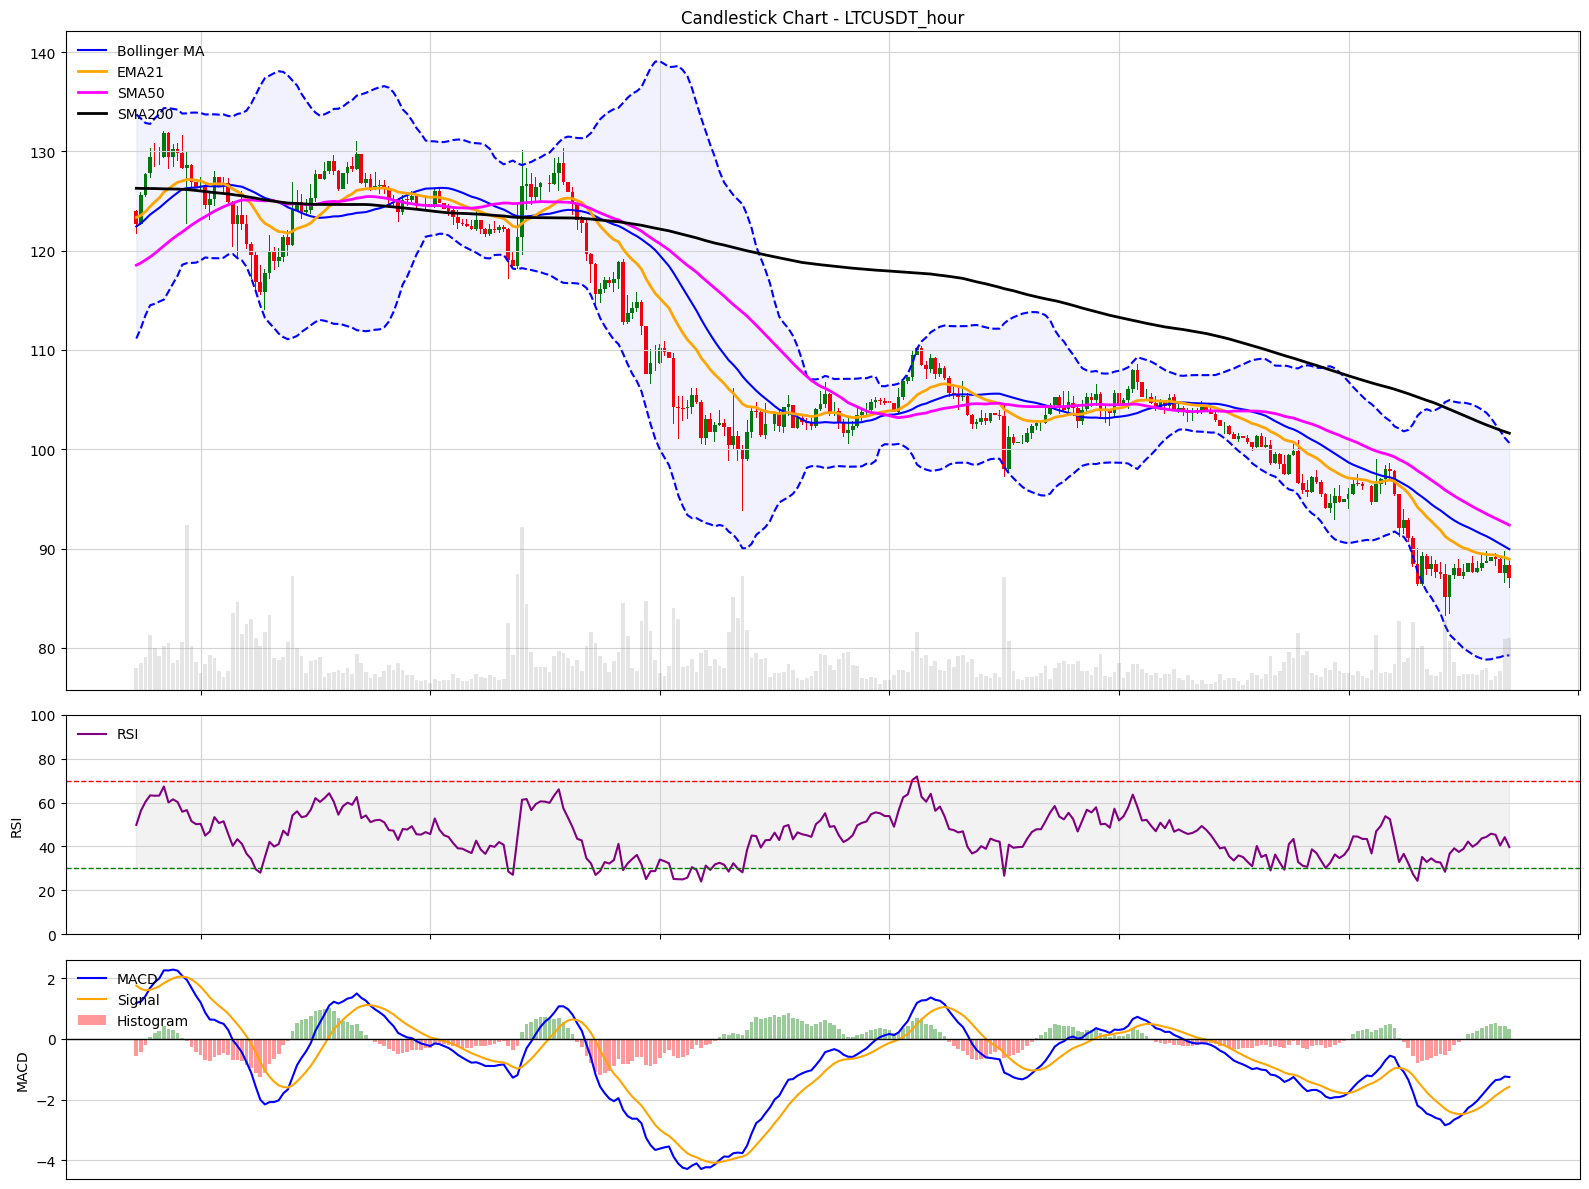 Candlestick Chart - LTCUSDT_hour
140
130
120
110
100
90
80
Bollinger MA
EMA21
SMA50
SMA200
100
80
60
40
20
0
RSI
RSI
2
0
−2
−4
MACD
MACD
Signal
Histogram